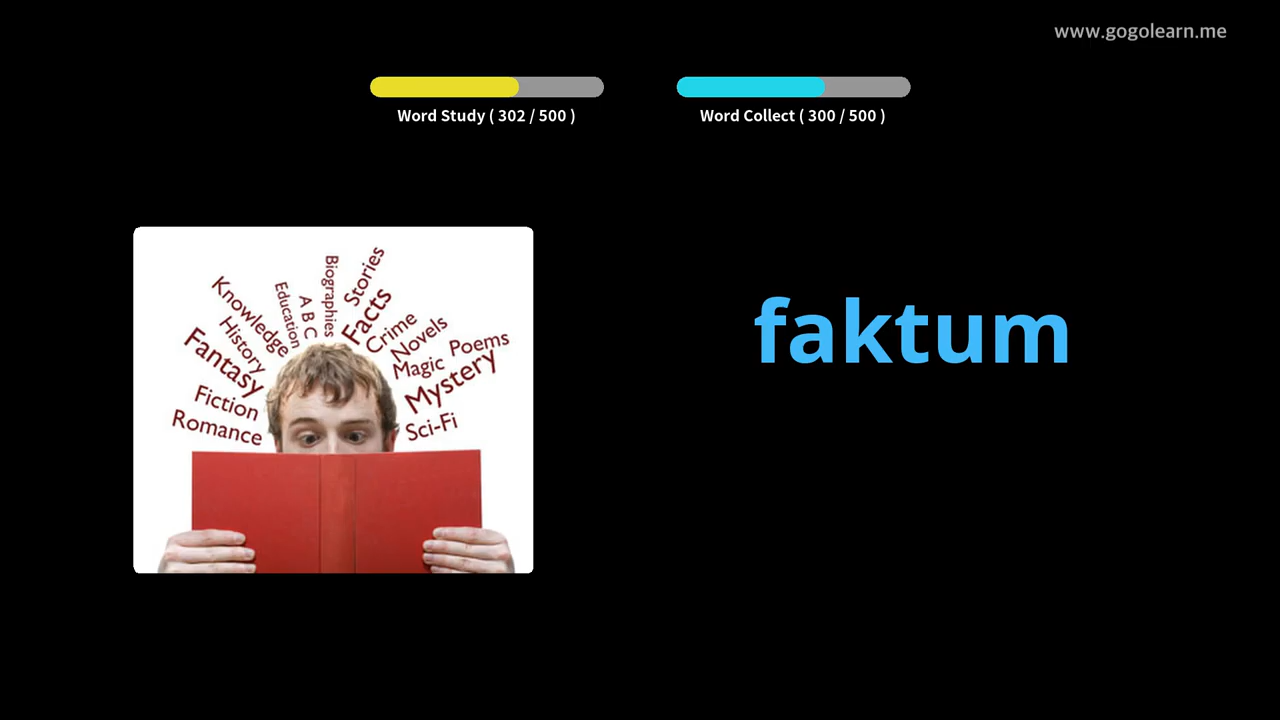 www.gogolearn.me
Word Study ( 302 / 500 )
Word Collect ( 300 / 500 )
faktum
Romance
Fiction
Fantasy
History
Knowledge
Education
A B C
Biographies
Stories
Facts
Crime
Novels
Magic
Poems
Mystery
Sci-Fi